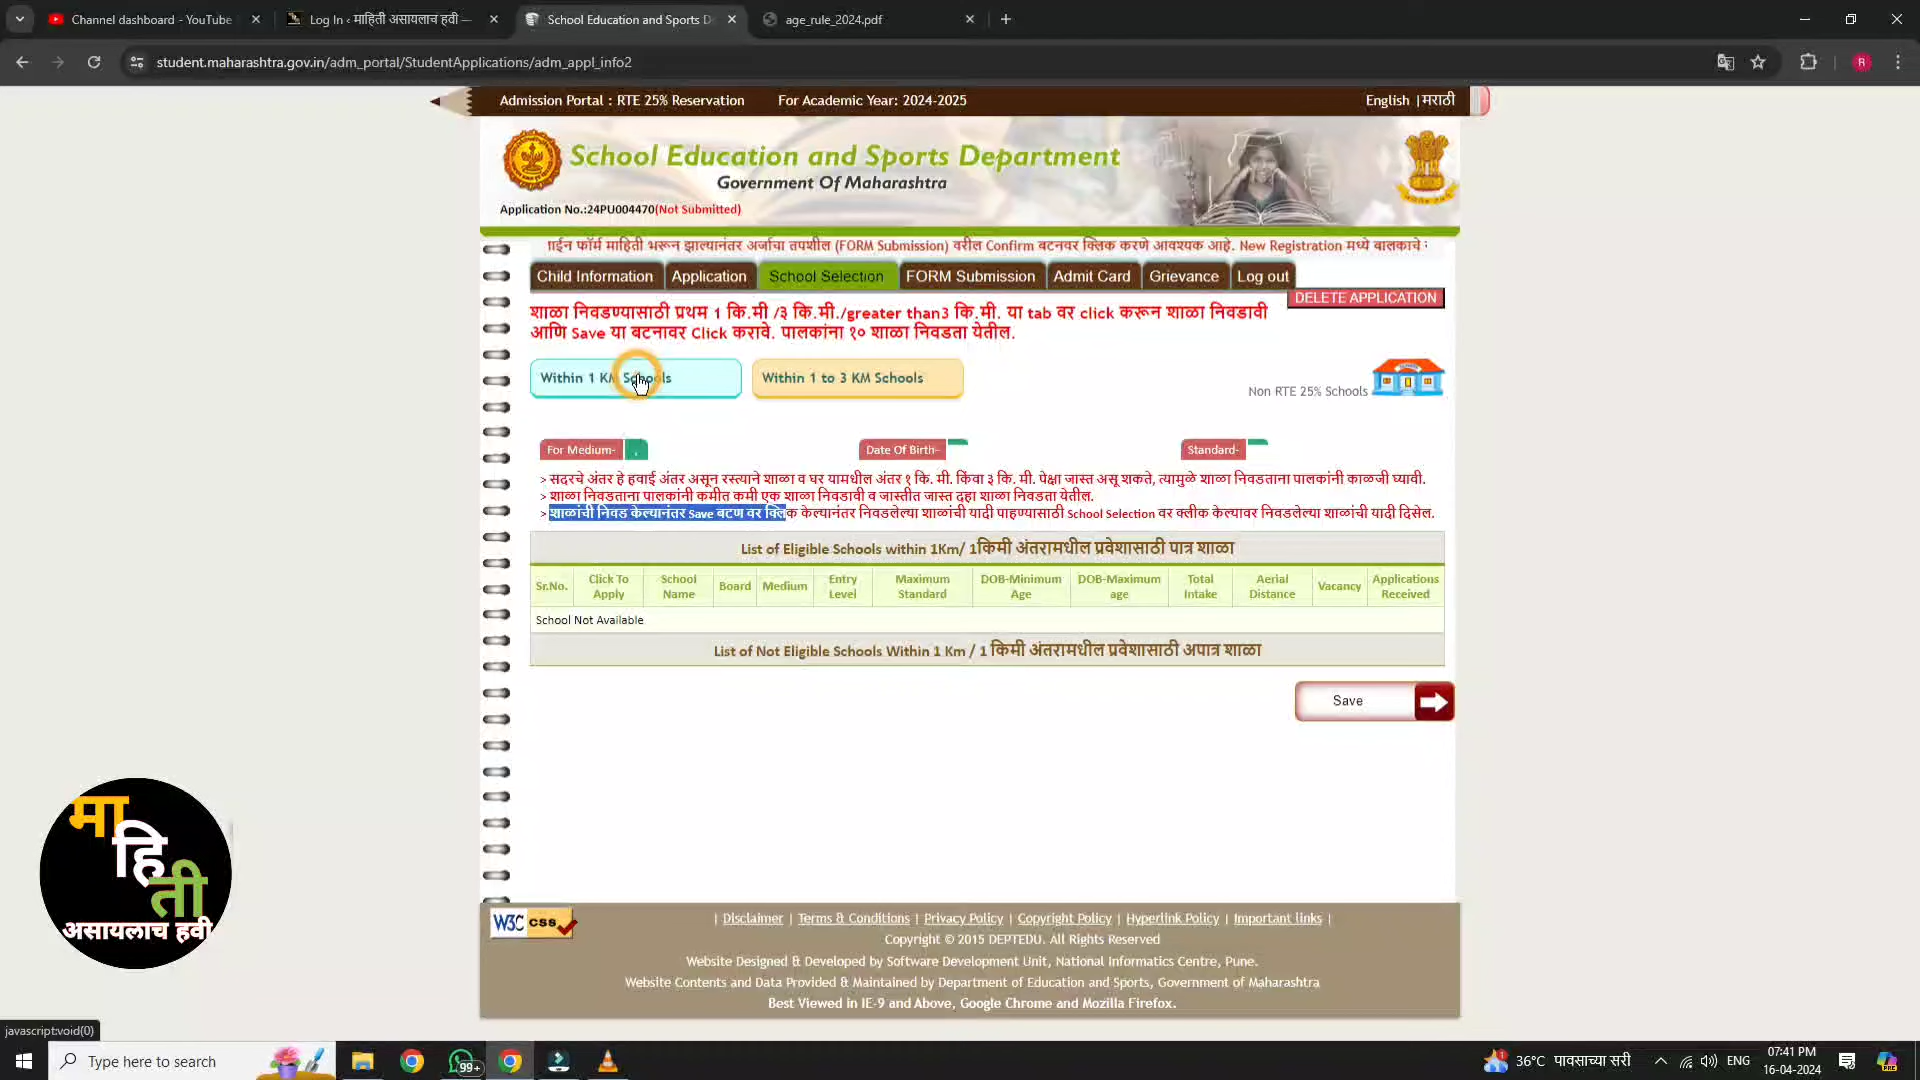 Channel dashboard - YouTube
Log In ‹ माहिती असायलाच हवी —
School Education and Sports D
age_rule_2024.pdf
student.maharashtra.gov.in/adm_portal/StudentApplications/adm_appl_info2
R
Admission Portal : RTE 25% Reservation For Academic Year: 2024-2025 English |मराठी
School Education and Sports Department
Government Of Maharashtra
Application No.:24PU004470(Not Submitted)
फॉर्म माहिती भरून झाल्यानंतर अर्जाचा तपशील (FORM Submission) वरील Confirm बटनवर क्लिक करणे आवश्यक आहे. New Registration मध्ये बालकाचे
Child Information Application School Selection FORM Submission Admit Card Grievance Log out
DELETE APPLICATION
शाळा निवडण्यासाठी प्रथम 1 कि.मी /३ कि.मी./greater than3 कि.मी. या tab वर click करून शाळा निवडावी
आणि Save या बटनावर Click करावे. पालकांना १० शाळा निवडता येतील.
Within 1 KM Schools Within 1 to 3 KM Schools
Non RTE 25% Schools
For Medium- , Date Of Birth- Standard-
> सदरचे अंतर हे हवाई अंतर असून रस्त्याने शाळा व घर यामधील अंतर १ कि. मी. किंवा ३ कि. मी. पेक्षा जास्त असू शकते, त्यामुळे शाळा निवडताना पालकांनी काळजी घ्यावी.
> शाळा निवडताना पालकांनी कमीत कमी एक शाळा निवडावी व जास्तीत जास्त दहा शाळा निवडता येतील.
> शाळांची निवड केल्यानंतर Save बटण वर क्लिक केल्यानंतर निवडलेल्या शाळांची यादी पाहण्यासाठी School Selection वर क्लीक केल्यावर निवडलेल्या शाळांची यादी दिसेल.
List of Eligible Schools within 1Km/ 1किमी अंतरामधील प्रवेशासाठी पात्र शाळा
Sr.No. Click To Apply School Name Board Medium Entry Level Maximum Standard DOB-Minimum Age DOB-Maximum age Total Intake Aerial Distance Vacancy Applications Received
School Not Available
List of Not Eligible Schools Within 1 Km / 1 किमी अंतरामधील प्रवेशासाठी अपात्र शाळा
Save
मा
हि
ती
असायलाच हवी
W3C css
| Disclaimer | Terms & Conditions | Privacy Policy | Copyright Policy | Hyperlink Policy | Important links |
Copyright © 2015 DEPTEDU. All Rights Reserved
Website Designed & Developed by Software Development Unit, National Informatics Centre, Pune.
Website Contents and Data Provided & Maintained by Department of Education and Sports, Government of Maharashtra
Best Viewed in IE-9 and Above, Google Chrome and Mozilla Firefox.
javascript:void(0)
Type here to search
99+
1
36°C पावसाच्या सरी
ENG
07:41 PM
16-04-2024
PRE